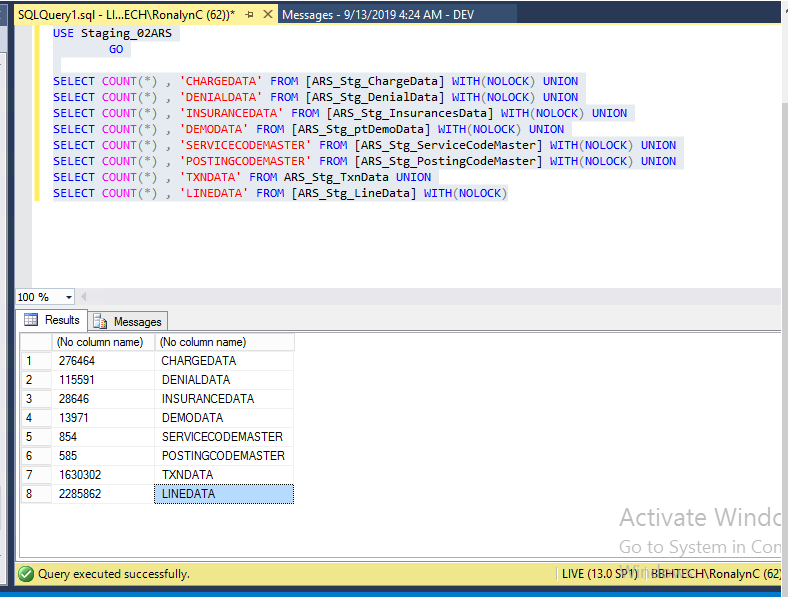 SQLQuery1.sql - LI...ECH\RonalynC (62))* Messages - 9/13/2019 4:24 AM - DEV
USE Staging_02ARS
GO
SELECT COUNT(*) , 'CHARGEDATA' FROM [ARS_Stg_ChargeData] WITH(NOLOCK) UNION
SELECT COUNT(*) , 'DENIALDATA' FROM [ARS_Stg_DenialData] WITH(NOLOCK) UNION
SELECT COUNT(*) , 'INSURANCEDATA' FROM [ARS_Stg_InsurancesData] WITH(NOLOCK) UNION
SELECT COUNT(*) , 'DEMODATA' FROM [ARS_Stg_ptDemoData] WITH(NOLOCK) UNION
SELECT COUNT(*) , 'SERVICECODEMASTER' FROM [ARS_Stg_ServiceCodeMaster] WITH(NOLOCK) UNION
SELECT COUNT(*) , 'POSTINGCODEMASTER' FROM [ARS_Stg_PostingCodeMaster] WITH(NOLOCK) UNION
SELECT COUNT(*) , 'TXNDATA' FROM ARS_Stg_TxnData UNION
SELECT COUNT(*) , 'LINEDATA' FROM [ARS_Stg_LineData] WITH(NOLOCK)
100 %
Results Messages
(No column name) (No column name)
1 276464 CHARGEDATA
2 115591 DENIALDATA
3 28646 INSURANCEDATA
4 13971 DEMODATA
5 854 SERVICECODEMASTER
6 585 POSTINGCODEMASTER
7 1630302 TXNDATA
8 2285862 LINEDATA
Activate Windo
Go to System in Con
Windows
Query executed successfully. LIVE (13.0 SP1) BBHTECH\RonalynC (62)